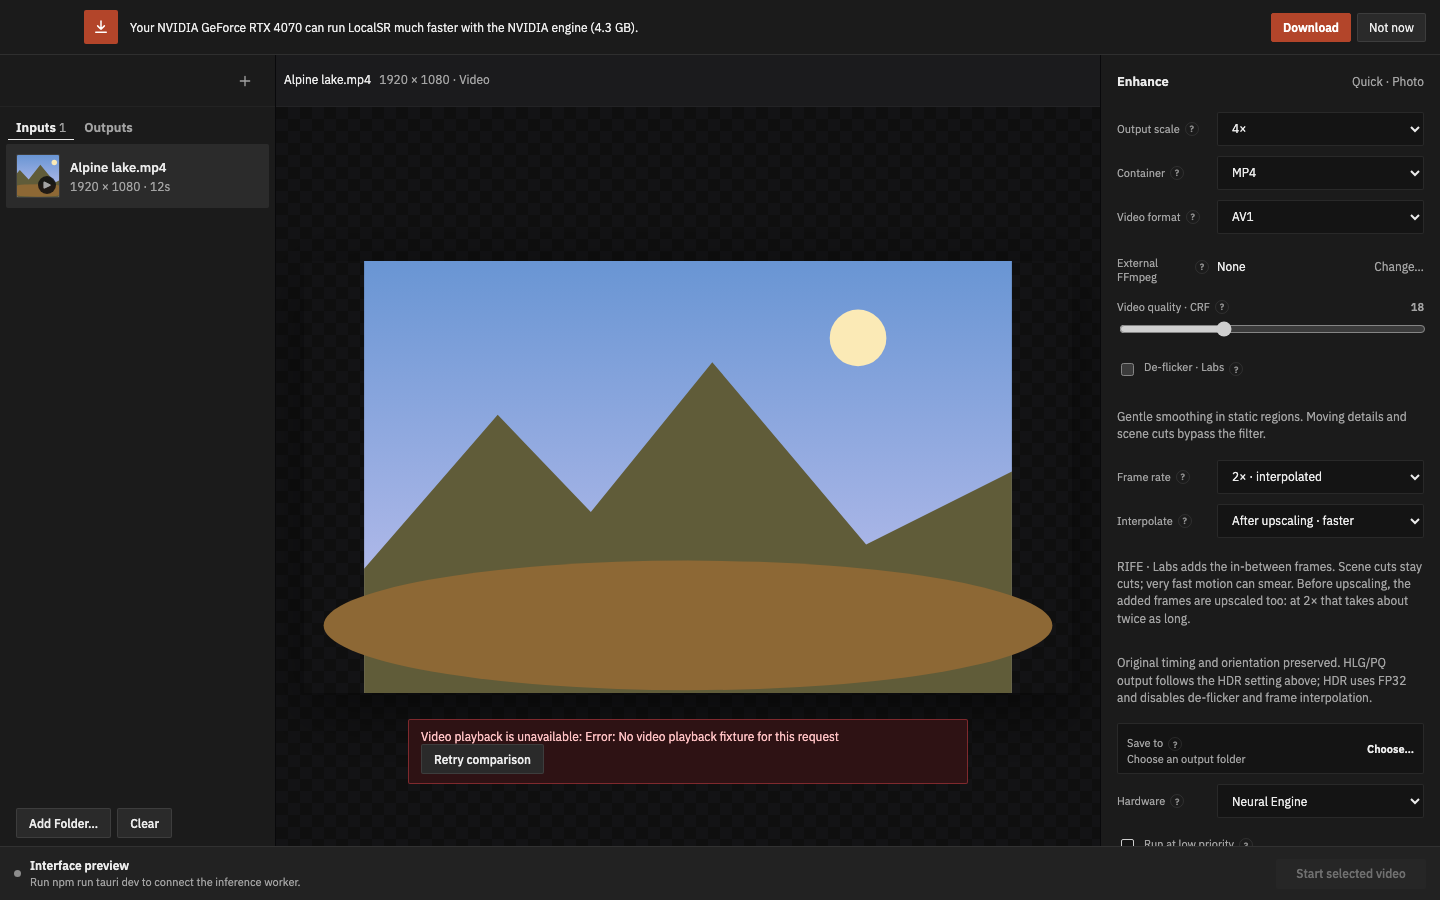 Your NVIDIA GeForce RTX 4070 can run LocalSR much faster with the NVIDIA engine (4.3 GB).
Download
Not now
+
Alpine lake.mp4 1920 × 1080 · Video
Inputs 1
Outputs
Alpine lake.mp4
1920 × 1080 · 12s
Video playback is unavailable: Error: No video playback fixture for this request
Retry comparison
Add Folder...
Clear
Enhance
Quick · Photo
Output scale ?
4×
Container ?
MP4
Video format ?
AV1
External
FFmpeg
?
None
Change...
Video quality · CRF ?
18
De-flicker · Labs ?
Gentle smoothing in static regions. Moving details and
scene cuts bypass the filter.
Frame rate ?
2× · interpolated
Interpolate ?
After upscaling · faster
RIFE · Labs adds the in-between frames. Scene cuts stay
cuts; very fast motion can smear. Before upscaling, the
added frames are upscaled too: at 2× that takes about
twice as long.
Original timing and orientation preserved. HLG/PQ
output follows the HDR setting above; HDR uses FP32
and disables de-flicker and frame interpolation.
Save to ?
Choose an output folder
Choose...
Hardware ?
Neural Engine
Run at low priority ?
Interface preview
Run npm run tauri dev to connect the inference worker.
Start selected video